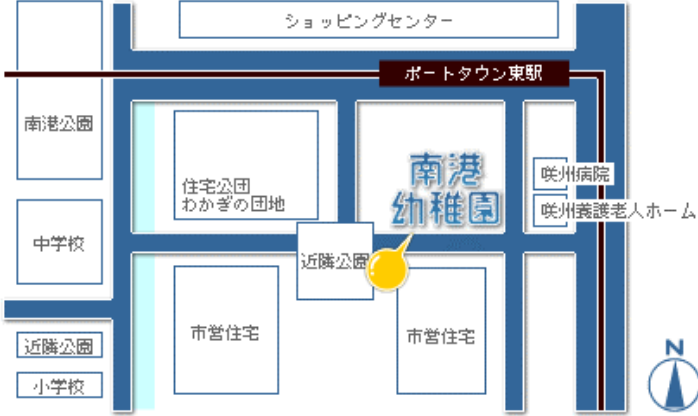 ショッピングセンター
ポートタウン東駅
南港公園
住宅公団
わかぎの団地
南港
幼稚園
咲州病院
咲州養護老人ホーム
中学校
近隣公園
市営住宅
市営住宅
近隣公園
小学校
N